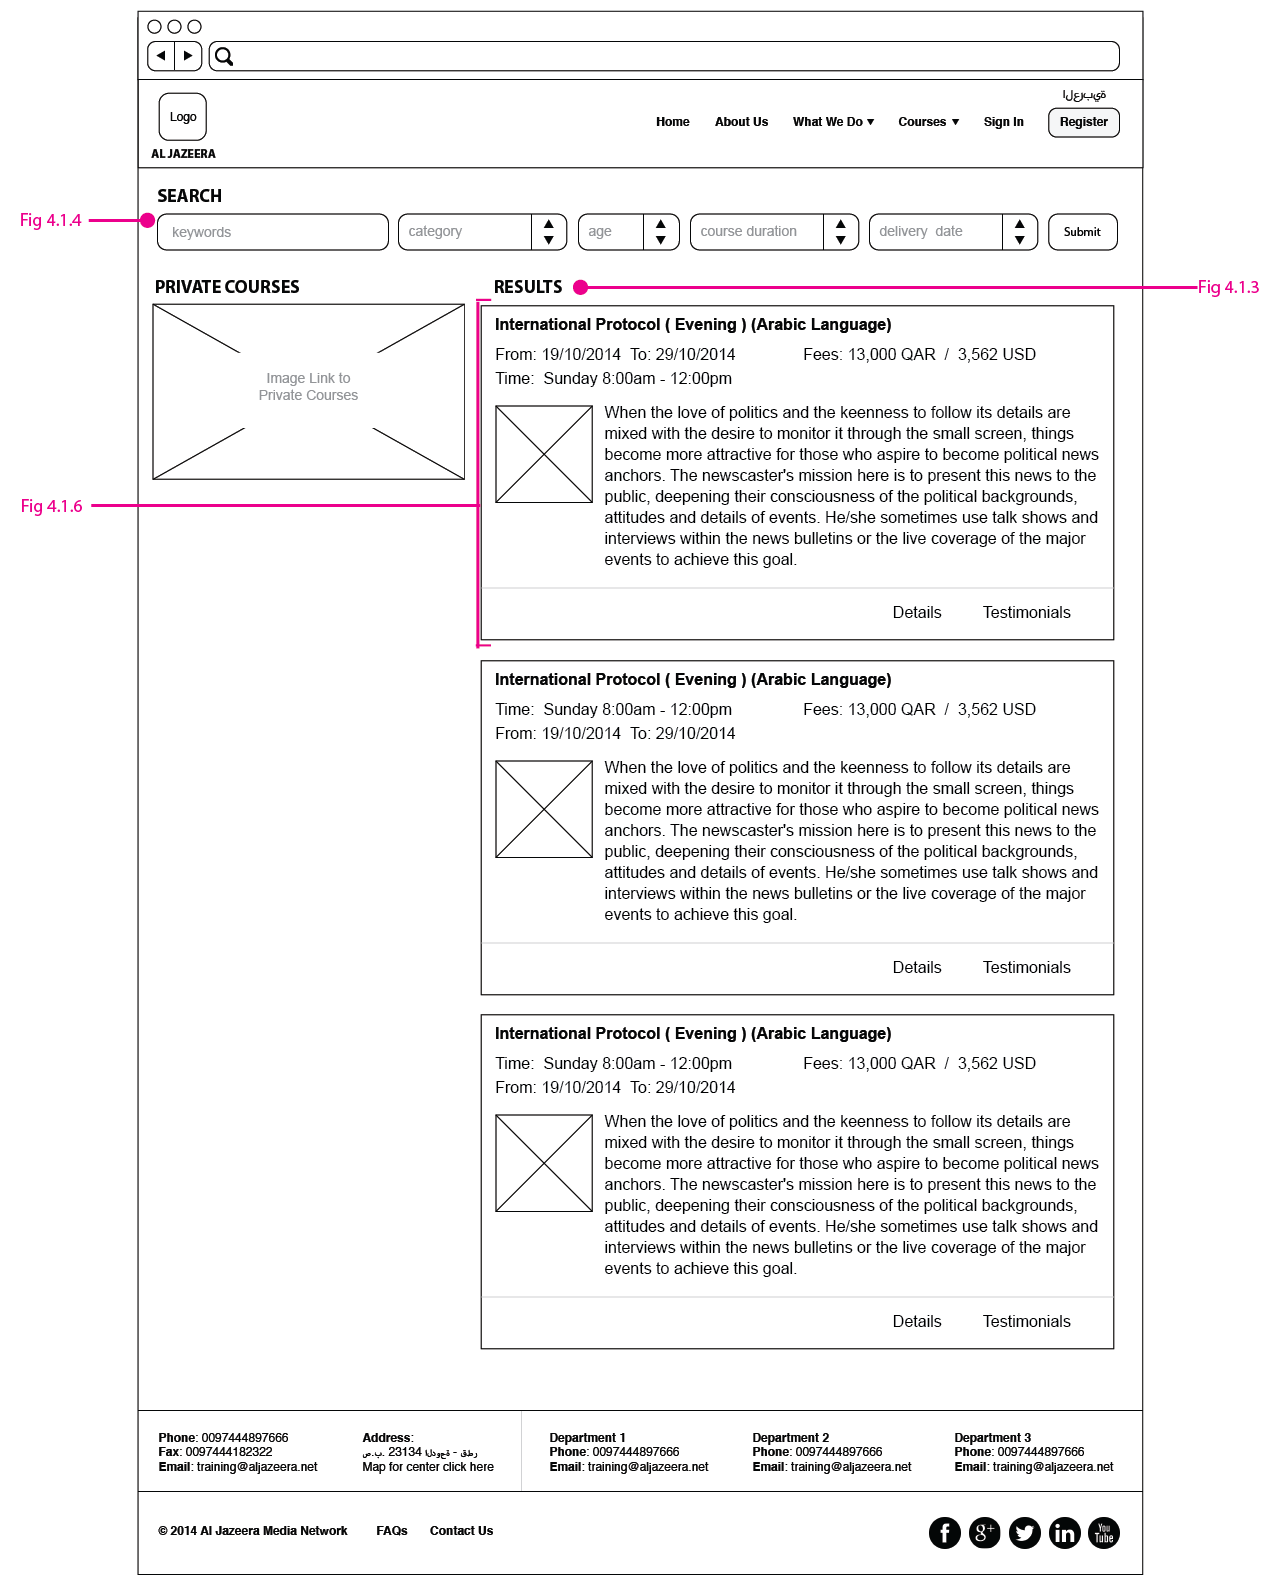 العربية
Logo
AL JAZEERA
Home About Us What We Do Courses Sign In Register
SEARCH
Fig 4.1.4
keywords category age course duration delivery date Submit
PRIVATE COURSES
Image Link to
Private Courses
RESULTS
Fig 4.1.3
Fig 4.1.6
International Protocol ( Evening ) (Arabic Language)
From: 19/10/2014 To: 29/10/2014 Fees: 13,000 QAR / 3,562 USD
Time: Sunday 8:00am - 12:00pm
When the love of politics and the keenness to follow its details are
mixed with the desire to monitor it through the small screen, things
become more attractive for those who aspire to become political news
anchors. The newscaster's mission here is to present this news to the
public, deepening their consciousness of the political backgrounds,
attitudes and details of events. He/she sometimes use talk shows and
interviews within the news bulletins or the live coverage of the major
events to achieve this goal.
Details Testimonials
International Protocol ( Evening ) (Arabic Language)
Time: Sunday 8:00am - 12:00pm Fees: 13,000 QAR / 3,562 USD
From: 19/10/2014 To: 29/10/2014
When the love of politics and the keenness to follow its details are
mixed with the desire to monitor it through the small screen, things
become more attractive for those who aspire to become political news
anchors. The newscaster's mission here is to present this news to the
public, deepening their consciousness of the political backgrounds,
attitudes and details of events. He/she sometimes use talk shows and
interviews within the news bulletins or the live coverage of the major
events to achieve this goal.
Details Testimonials
International Protocol ( Evening ) (Arabic Language)
Time: Sunday 8:00am - 12:00pm Fees: 13,000 QAR / 3,562 USD
From: 19/10/2014 To: 29/10/2014
When the love of politics and the keenness to follow its details are
mixed with the desire to monitor it through the small screen, things
become more attractive for those who aspire to become political news
anchors. The newscaster's mission here is to present this news to the
public, deepening their consciousness of the political backgrounds,
attitudes and details of events. He/she sometimes use talk shows and
interviews within the news bulletins or the live coverage of the major
events to achieve this goal.
Details Testimonials
Phone: 0097444897666
Fax: 0097444182322
Email: training@aljazeera.net
Address:
ص.ب. 23134 الدوحة - قطر
Map for center click here
Department 1
Phone: 0097444897666
Email: training@aljazeera.net
Department 2
Phone: 0097444897666
Email: training@aljazeera.net
Department 3
Phone: 0097444897666
Email: training@aljazeera.net
© 2014 Al Jazeera Media Network FAQs Contact Us
f g+ in You Tube